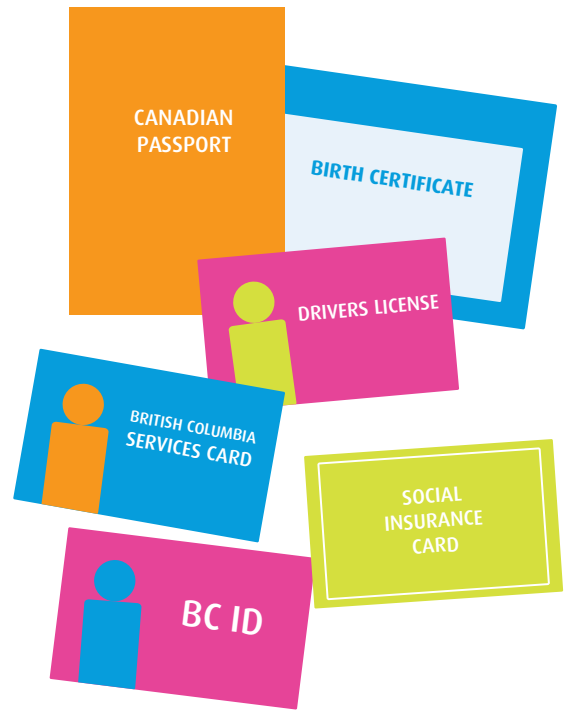 CANADIAN
PASSPORT
BIRTH CERTIFICATE
DRIVERS LICENSE
BRITISH COLUMBIA
SERVICES CARD
SOCIAL
INSURANCE
CARD
BC ID